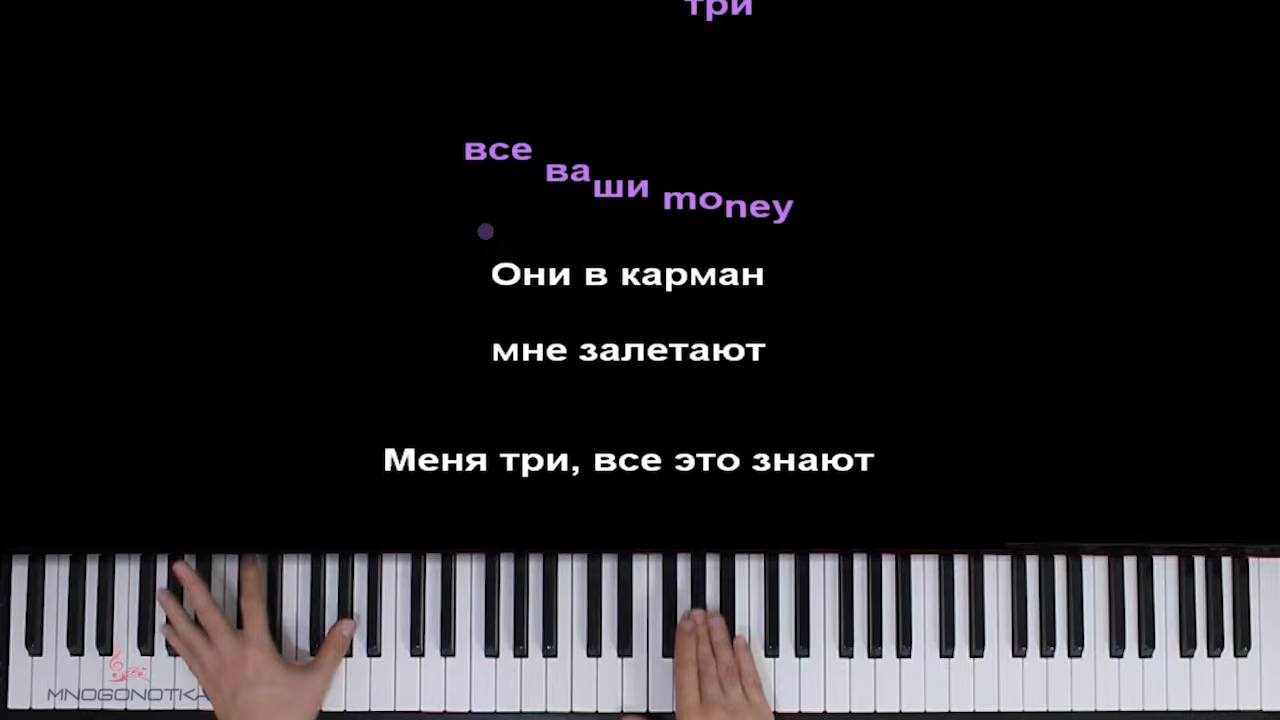 три
все ваши money
Они в карман
мне залетают
Меня три, все это знают
MNOGONOTKA